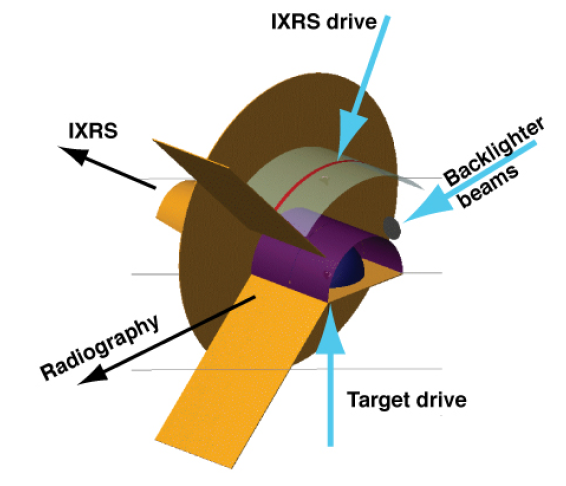 IXRS drive
IXRS
Backlighter
beams
Radiography
Target drive